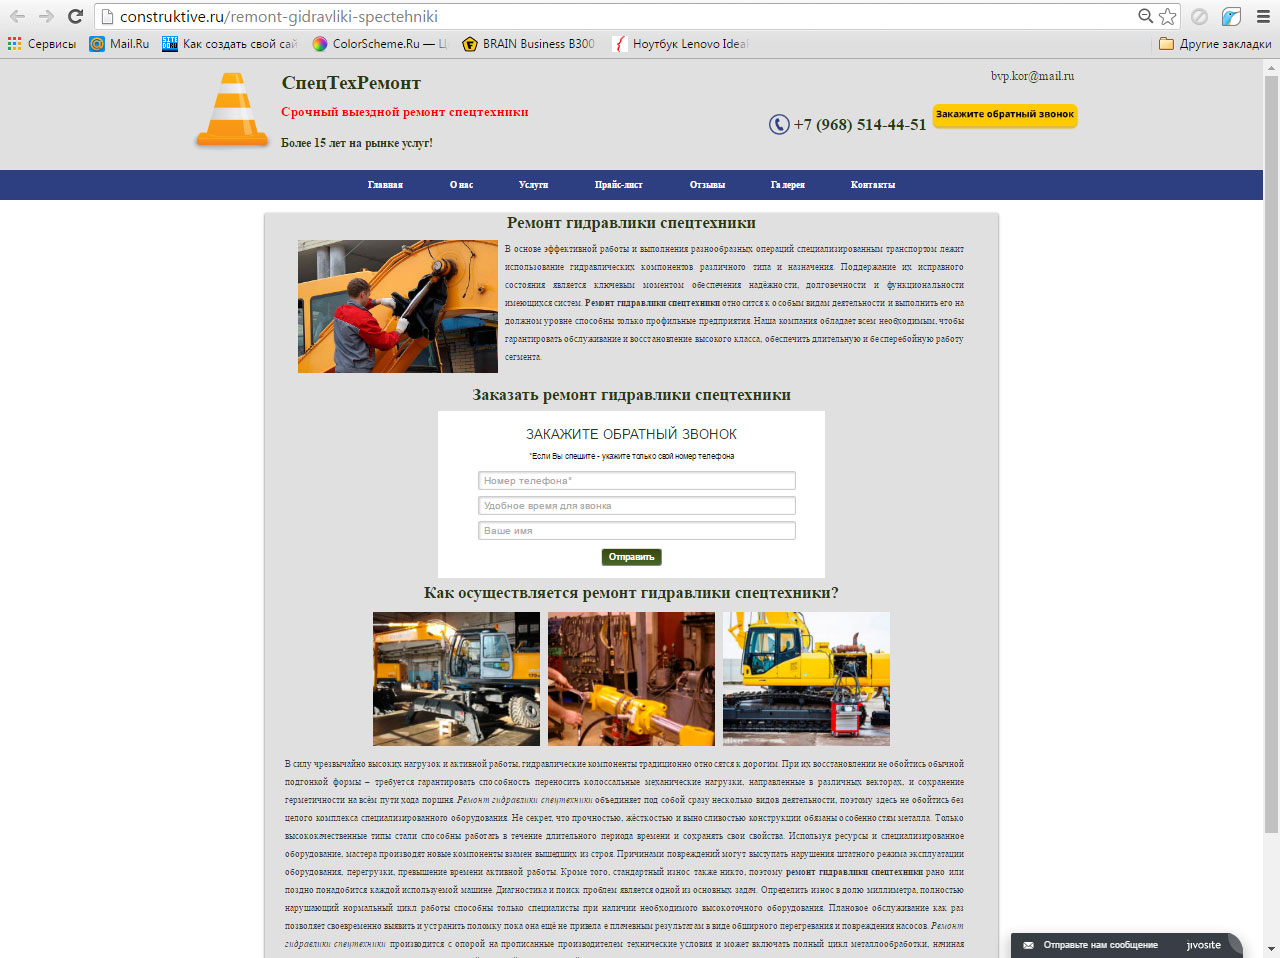 construktive.ru/remont-gidravliki-spectehniki
Сервисы Mail.Ru Как создать свой сай ColorScheme.Ru — Ц BRAIN Business B300 Ноутбук Lenovo Idea Другие закладки
СпецТехРемонт
bvp.kor@mail.ru
Срочный выездной ремонт спецтехники
+7 (968) 514-44-51 Закажите обратный звонок
Более 15 лет на рынке услуг!
Главная О нас Услуги Прайс-лист Отзывы Галерея Контакты
Ремонт гидравлики спецтехники
В основе эффективной работы и выполнения разнообразных операций специализированным транспортом лежит
использование гидравлических компонентов различного типа и назначения. Поддержание их исправного
состояния является ключевым моментом обеспечения надёжности, долговечности и функциональности
имеющихся систем. Ремонт гидравлики спецтехники относится к особым видам деятельности и выполнить его на
должном уровне способны только профильные предприятия. Наша компания обладает всем необходимым, чтобы
гарантировать обслуживание и восстановление высокого класса, обеспечить длительную и бесперебойную работу
сегмента.
Заказать ремонт гидравлики спецтехники
ЗАКАЖИТЕ ОБРАТНЫЙ ЗВОНОК
*Если Вы спешите - укажите только свой номер телефона
Номер телефона*
Удобное время для звонка
Ваше имя
Отправить
Как осуществляется ремонт гидравлики спецтехники?
В силу чрезвычайно высоких нагрузок и активной работы, гидравлические компоненты традиционно относятся к дорогим. При их восстановлении не обойтись обычной
подгонкой формы – требуется гарантировать способность переносить колоссальные механические нагрузки, направленные в различных векторах, и сохранение
герметичности на всём пути хода поршня. Ремонт гидравлики спецтехники объединяет под собой сразу несколько видов деятельности, поэтому здесь не обойтись без
целого комплекса специализированного оборудования. Не секрет, что прочностью, жёсткостью и выносливостью конструкции обязаны особенностям металла. Только
высококачественные типы стали способны работать в течение длительного периода времени и сохранять свои свойства. Используя ресурсы и специализированное
оборудование, мастера производят новые компоненты взамен вышедших из строя. Причинами повреждений могут выступать нарушения штатного режима эксплуатации
оборудования, перегрузки, превышение времени активной работы. Кроме того, стандартный износ также никто, поэтому ремонт гидравлики спецтехники рано или
поздно понадобится каждой используемой машине. Диагностика и поиск проблем является одной из основных задач. Определить износ в долю миллиметра, полностью
нарушающий нормальный цикл работы способны только специалисты при наличии необходимого высокоточного оборудования. Плановое обслуживание как раз
позволяет своевременно выявить и устранить поломку пока она ещё не привела е плачевным результатам в виде обширного перегревания и повреждения насосов. Ремонт
гидравлики спецтехники производится с опорой на прописанные производителем технические условия и может включать полный цикл металлообработки, начиная
Отправьте нам сообщение jivosite